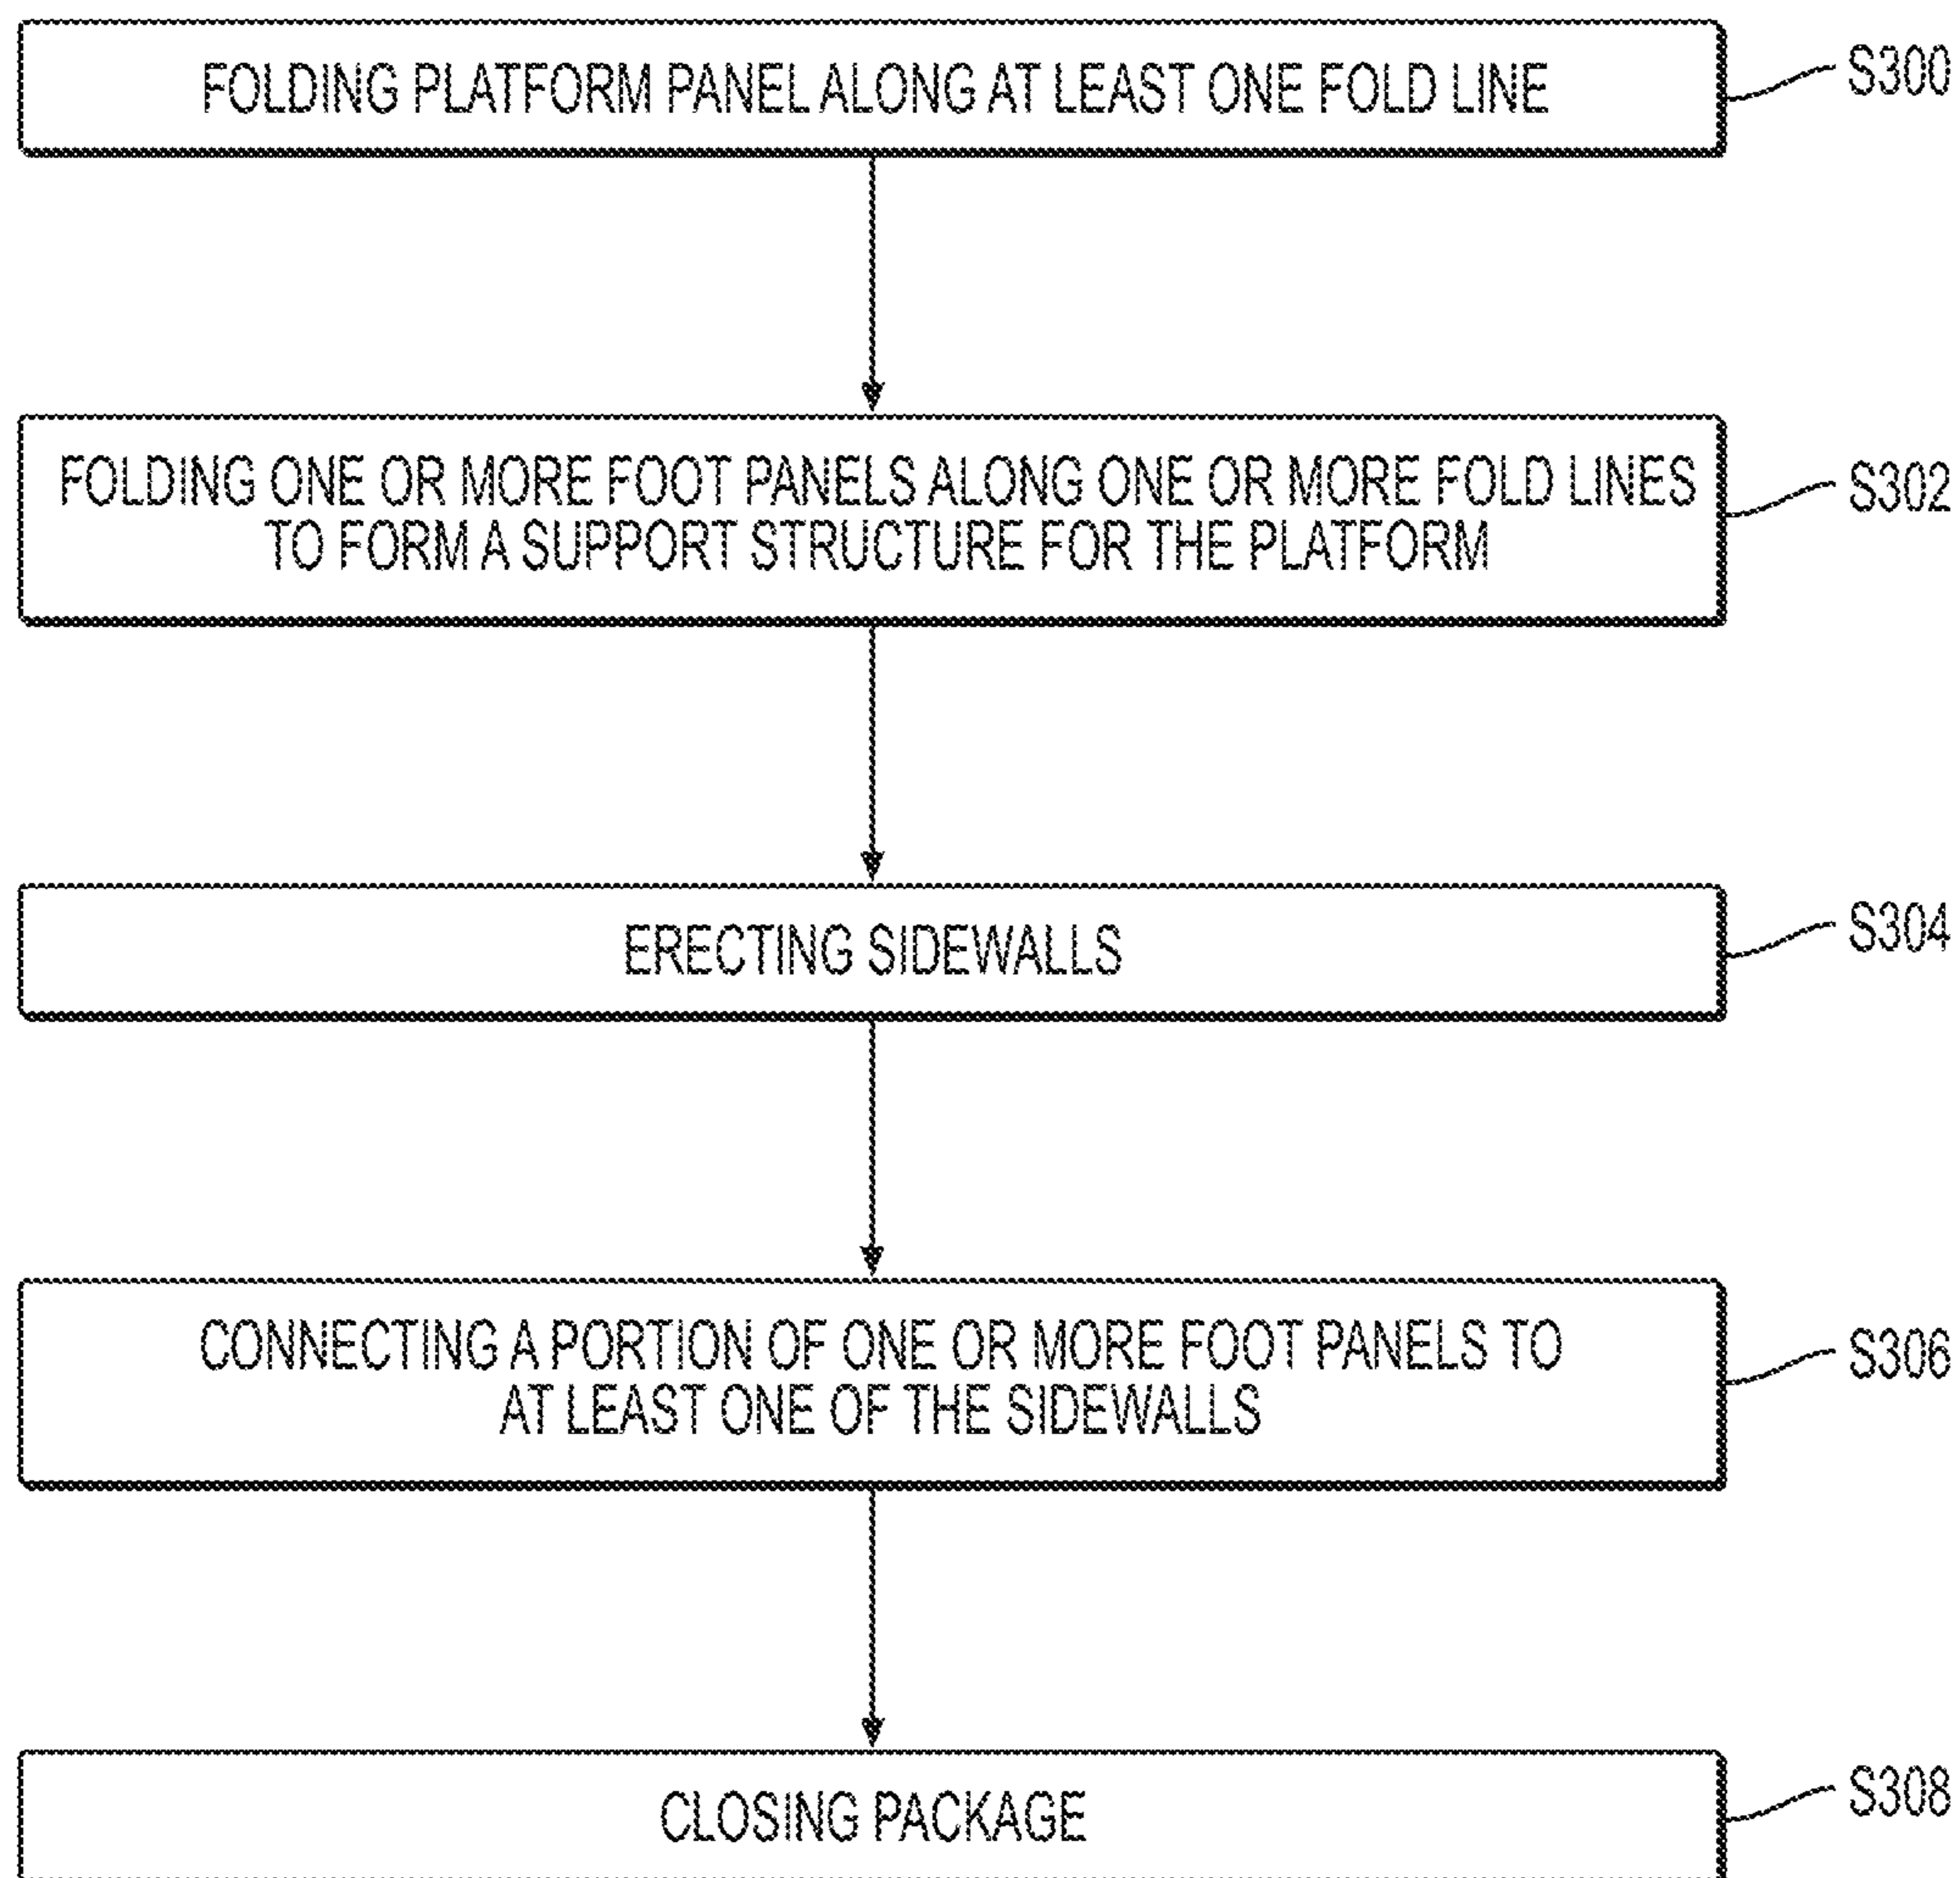 FOLDING PLATFORM PANEL ALONG AT LEAST ONE FOLD LINE
S300
FOLDING ONE OR MORE FOOT PANELS ALONG ONE OR MORE FOLD LINES
TO FORM A SUPPORT STRUCTURE FOR THE PLATFORM
S302
ERECTING SIDEWALLS
S304
CONNECTING A PORTION OF ONE OR MORE FOOT PANELS TO
AT LEAST ONE OF THE SIDEWALLS
S306
CLOSING PACKAGE
S308